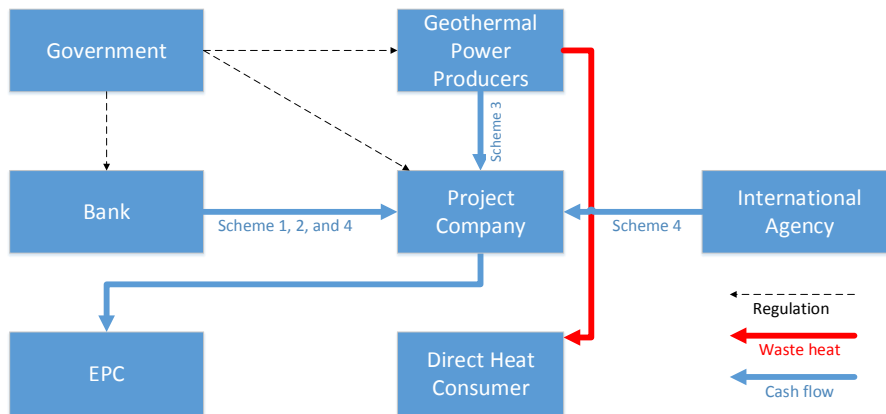 Government
Geothermal
Power
Producers
Scheme 3
Bank
Scheme 1, 2, and 4
Project
Company
Scheme 4
International
Agency
EPC
Direct Heat
Consumer
Regulation
Waste heat
Cash flow